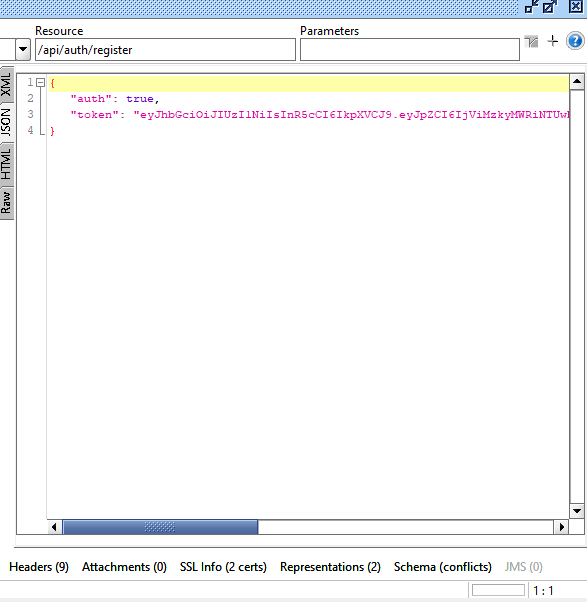 Resource
Parameters
/api/auth/register
XML
JSON
HTML
Raw
1 {
2 "auth": true,
3 "token": "eyJhbGciOiJIUzI1NiIsInR5cCI6IkpXVCJ9.eyJpZCI6IjViMzkyMWRiNTUw
4 }
Headers (9)
Attachments (0)
SSL Info (2 certs)
Representations (2)
Schema (conflicts)
JMS (0)
1 : 1